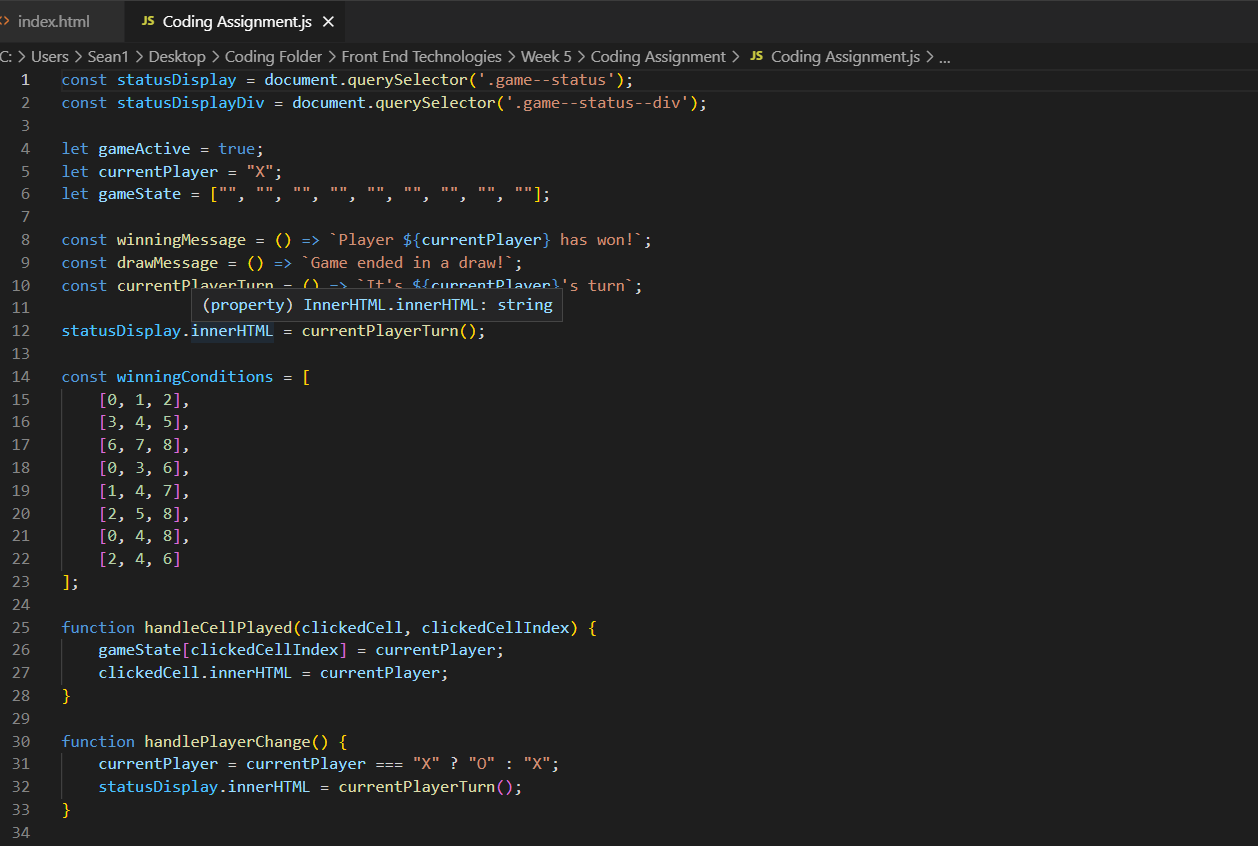 index.html JS Coding Assignment.js ×
C: > Users > Sean1 > Desktop > Coding Folder > Front End Technologies > Week 5 > Coding Assignment > JS Coding Assignment.js > ...
1 const statusDisplay = document.querySelector('.game--status');
2 const statusDisplayDiv = document.querySelector('.game--status--div');
3
4 let gameActive = true;
5 let currentPlayer = "X";
6 let gameState = ["", "", "", "", "", "", "", "", ""];
7
8 const winningMessage = () => `Player ${currentPlayer} has won!`;
9 const drawMessage = () => `Game ended in a draw!`;
10 const currentPlayerTurn = () => `It's ${currentPlayer}'s turn`;
11 (property) InnerHTML.innerHTML: string
12 statusDisplay.innerHTML = currentPlayerTurn();
13
14 const winningConditions = [
15 [0, 1, 2],
16 [3, 4, 5],
17 [6, 7, 8],
18 [0, 3, 6],
19 [1, 4, 7],
20 [2, 5, 8],
21 [0, 4, 8],
22 [2, 4, 6]
23 ];
24
25 function handleCellPlayed(clickedCell, clickedCellIndex) {
26 gameState[clickedCellIndex] = currentPlayer;
27 clickedCell.innerHTML = currentPlayer;
28 }
29
30 function handlePlayerChange() {
31 currentPlayer = currentPlayer === "X" ? "O" : "X";
32 statusDisplay.innerHTML = currentPlayerTurn();
33 }
34